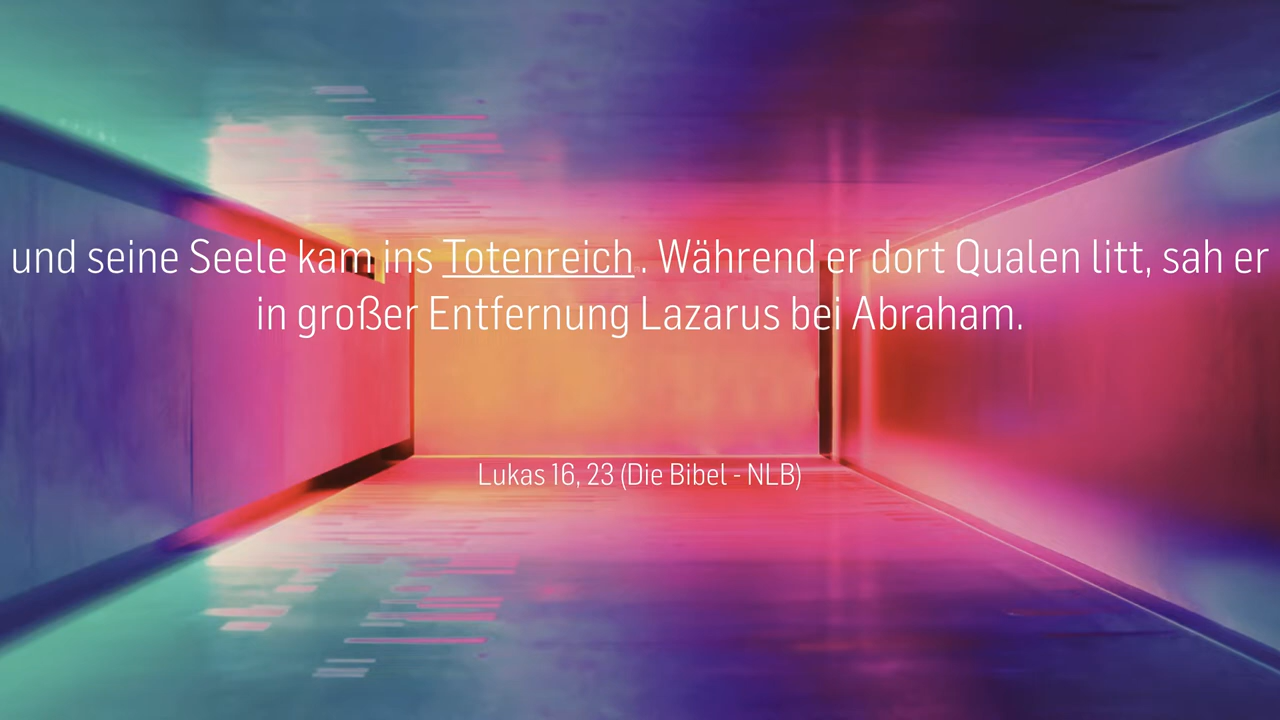 und seine Seele kam ins Totenreich. Während er dort Qualen litt, sah er
in großer Entfernung Lazarus bei Abraham.
Lukas 16, 23 (Die Bibel - NLB)